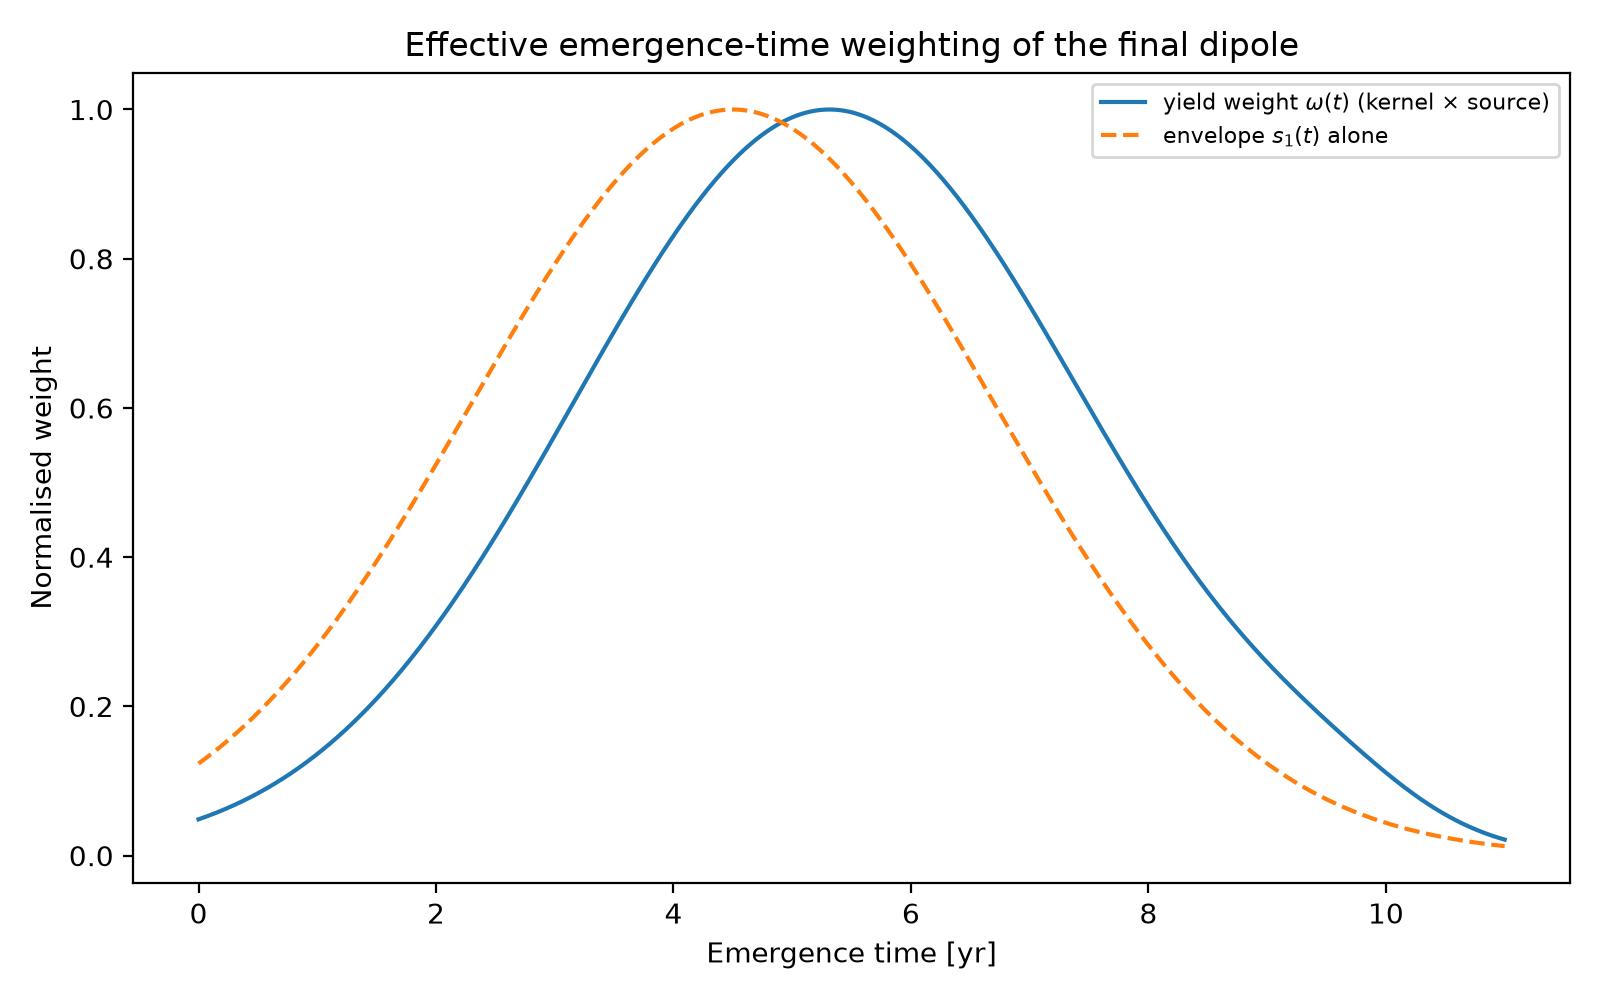 Effective emergence-time weighting of the final dipole
yield weight ω(t) (kernel × source)
envelope s₁(t) alone
Normalised weight
1.0
0.8
0.6
0.4
0.2
0.0
0 2 4 6 8 10
Emergence time [yr]